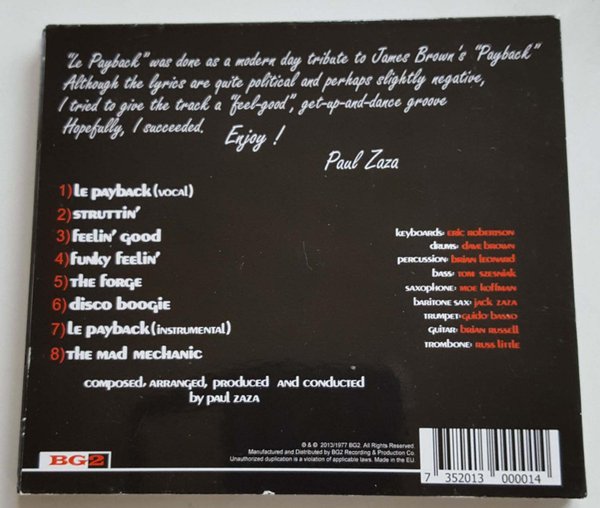 "Le Payback" was done as a modern day tribute to James Brown's "Payback"
Although the lyrics are quite political and perhaps slightly negative,
I tried to give the track a "feel-good", get-up-and-dance groove
Hopefully, I succeeded.
Enjoy!
Paul Zaza
1) Le Payback (vocal)
2) STRUTTIN'
3) Feelin' Good
4) Funky Feelin'
5) THE FORGE
6) DISCO BOOGIE
7) Le Payback (INSTRUMENTAL)
8) THE MAD MECHANIC
composed, arranged, produced and conducted
by paul zaza
keyboards: ERIC ROBERTSON
drums: DAVE BROWN
percussion: BRIAN LEONARD
bass: TOM SZESNIAK
saxophone: MOE KOFFMAN
baritone sax: JACK ZAZA
trumpet: GUIDO BASSO
guitar: BRIAN RUSSELL
trombone: RUSS LITTLE
℗ & © 2013/1977 BG2. All Rights Reserved.
Manufactured and Distributed by BG2 Recording & Production Co.
Unauthorized duplication is a violation of applicable laws. Made in the EU.
BG2
7 352013 000014